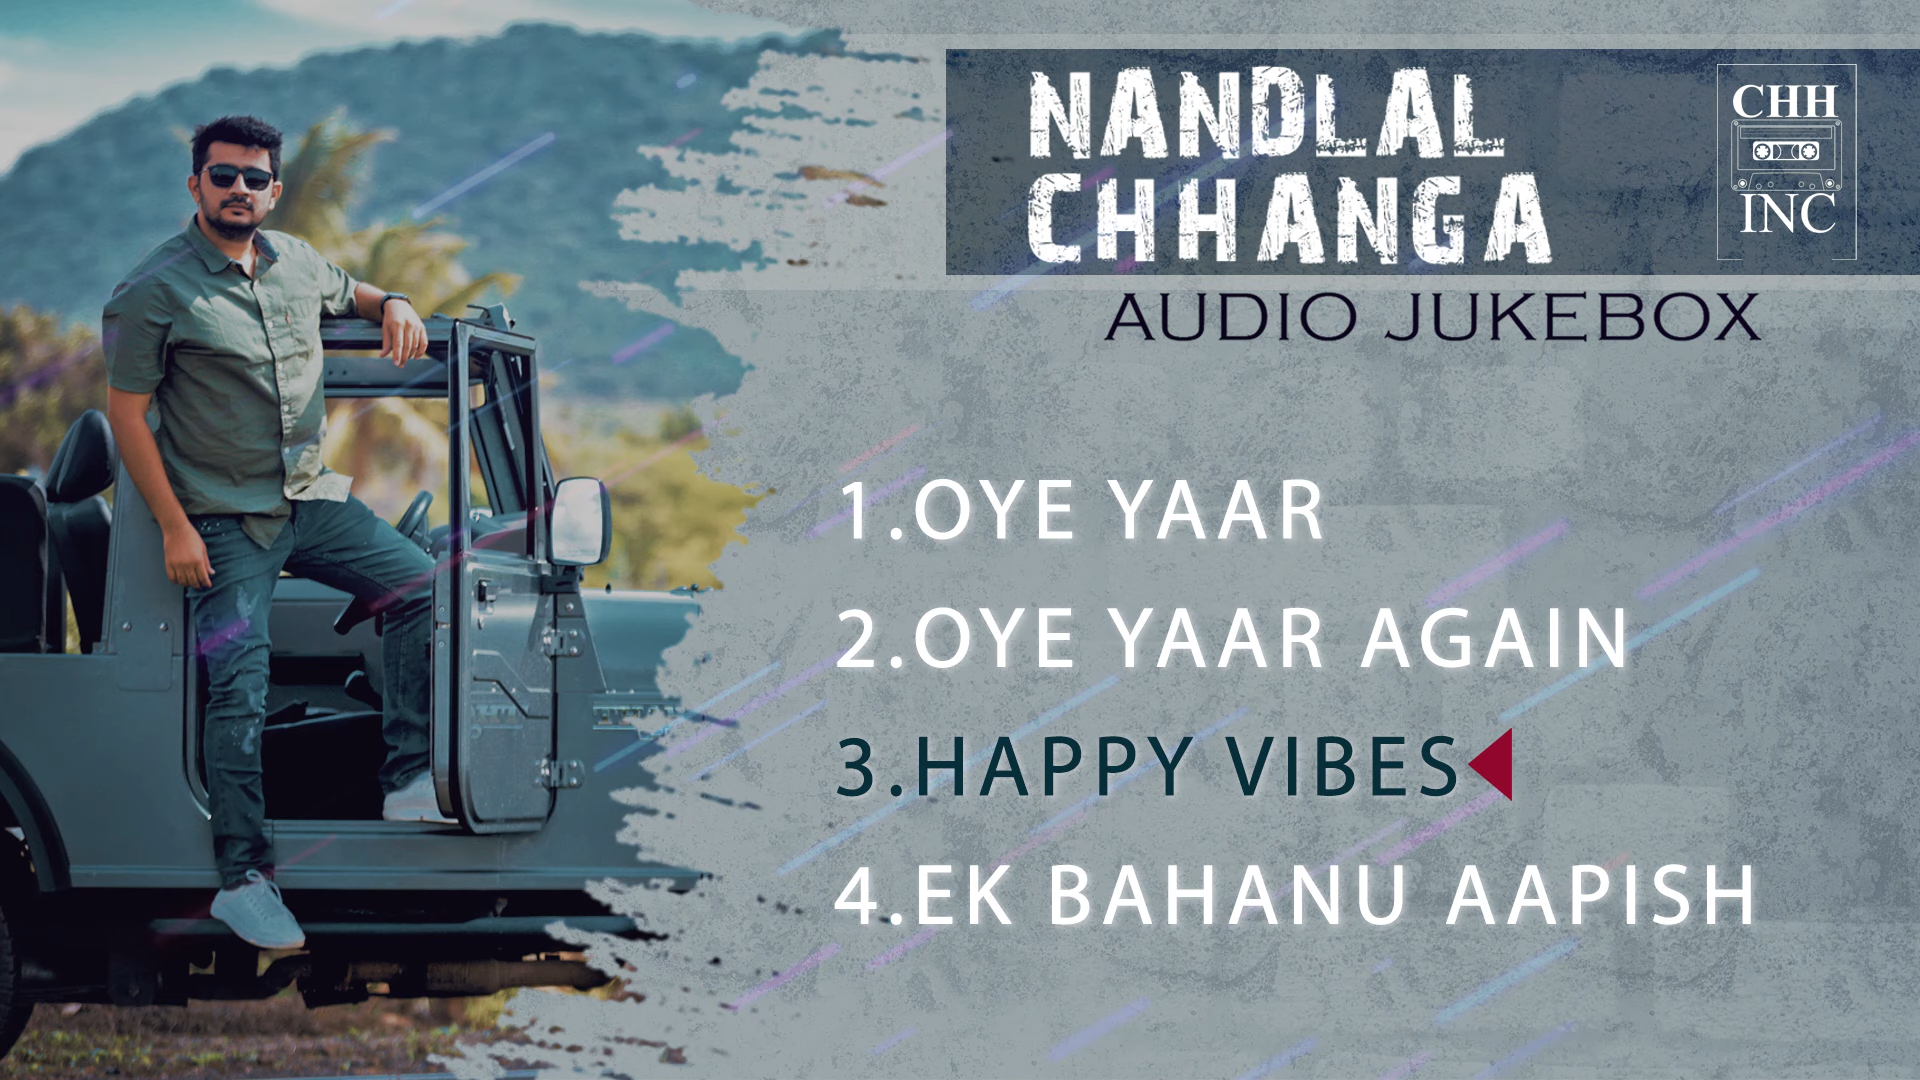 NANDLAL
CHHANGA
CHH
INC
AUDIO JUKEBOX
1.OYE YAAR
2.OYE YAAR AGAIN
3.HAPPY VIBES
4.EK BAHANU AAPISH